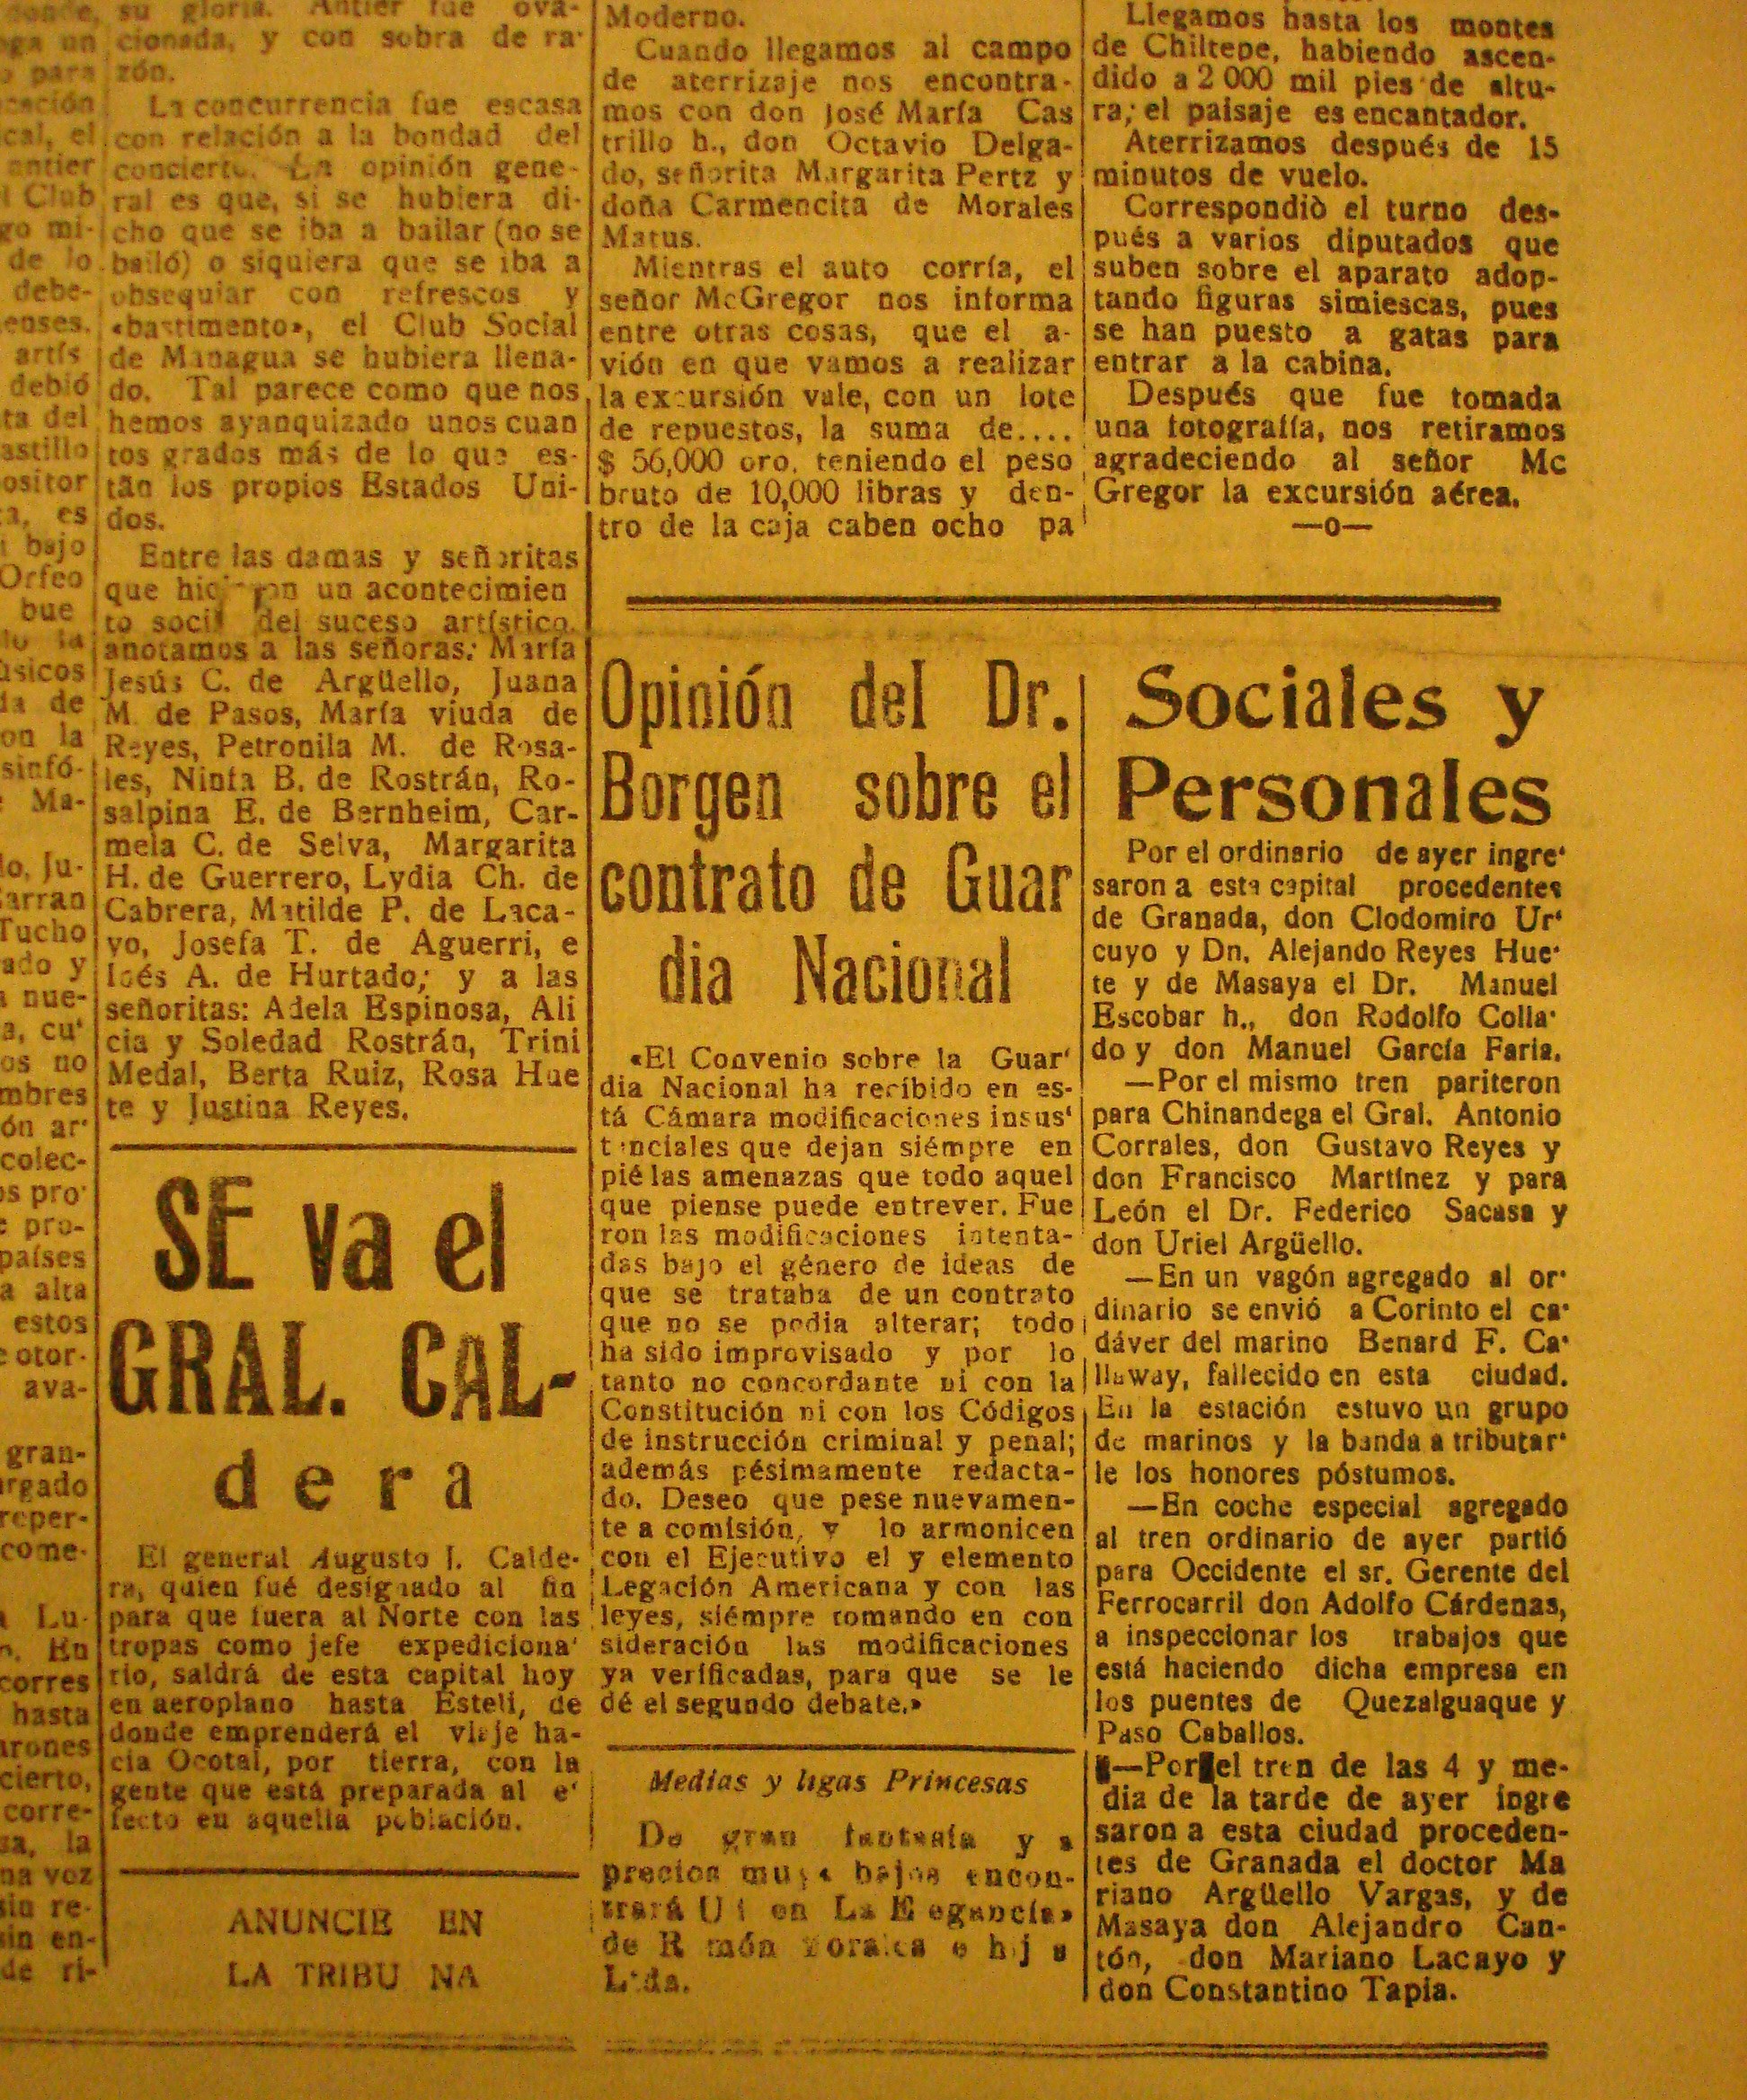 su gloria. Antier fue ova-
cionada, y con sobra de ra-
zón.
La concurrencia fue escasa
con relación a la bondad del
concierto. La opinión gene-
ral es que, si se hubiera di-
cho que se iba a bailar (no se
bailó) o siquiera que se iba a
obsequiar con refrescos y
«bastimento», el Club Social
de Managua se hubiera llena-
do. Tal parece como que nos
hemos ayanquizado unos cuan
tos grados más de lo que es-
tán los propios Estados Uni-
dos.
Entre las damas y señoritas
que hicieron un acontecimien
to social del suceso artístico,
anotamos a las señoras: María
Jesús C. de Argüello, Juana
M. de Pasos, María viuda de
Reyes, Petronila M. de Rosa-
les, Ninfa B. de Rostrán, Ro-
salpina E. de Bernheim, Car-
mela C. de Selva, Margarita
H. de Guerrero, Lydia Ch. de
Cabrera, Matilde P. de Laca-
yo, Josefa T. de Aguerri, e
Inés A. de Hurtado; y a las
señoritas: Adela Espinosa, Ali
cia y Soledad Rostrán, Trini
Medal, Berta Ruiz, Rosa Hue
te y Justina Reyes.
SE va el
GRAL. CAL-
dera
El general Augusto J. Calde-
ra, quien fué designado al fin
para que fuera al Norte con las
tropas como jefe expediciona'
rio, saldrá de esta capital hoy
en aeroplano hasta Estelí, de
donde emprenderá el viaje ha-
cia Ocotal, por tierra, con la
gente que está preparada al e'
fecto en aquella población.
ANUNCIE EN
LA TRIBU NA
Moderno.
Cuando llegamos al campo
de aterrizaje nos encontra-
mos con don José María Cas
trillo h., don Octavio Delga-
do, señorita Margarita Pertz y
doña Carmencita de Morales
Matus.
Mientras el auto corría, el
señor McGregor nos informa
entre otras cosas, que el a-
vión en que vamos a realizar
la excursión vale, con un lote
de repuestos, la suma de....
$ 56,000 oro, teniendo el peso
bruto de 10,000 libras y den-
tro de la caja caben ocho pa
Opinión del Dr.
Borgen sobre el
contrato de Guar
dia Nacional
«El Convenio sobre la Guar'
dia Nacional ha recibido en es-
tá Cámara modificaciones insus'
tanciales que dejan siémpre en
pié las amenazas que todo aquel
que piense puede entrever. Fue
ron las modificaciones intenta-
das bajo el género de ideas de
que se trataba de un contrato
que no se podia alterar; todo
ha sido improvisado y por lo
tanto no concordante ni con la
Constitución ni con los Códigos
de instrucción criminal y penal;
además pésimamente redacta-
do. Deseo que pese nuevamen-
te a comisión, y lo armonicen
con el Ejecutivo el y elemento
Legación Americana y con las
leyes, siémpre tomando en con
sideración las modificaciones
ya verificadas, para que se le
dé el segundo debate.»
Medias y ligas Princesas
De gran fantasía y a
precios muy bajos encon-
trará Ud en La Elegancia»
de Ramón Morales e hijo
Ltda.
Llegamos hasta los montes
de Chiltepe, habiendo ascen-
dido a 2 000 mil pies de altu-
ra; el paisaje es encantador.
Aterrizamos después de 15
minutos de vuelo.
Correspondiò el turno des-
pués a varios diputados que
suben sobre el aparato adop-
tando figuras simiescas, pues
se han puesto a gatas para
entrar a la cabina.
Después que fue tomada
una fotografía, nos retiramos
agradeciendo al señor Mc
Gregor la excursión aérea.
—o—
Sociales y
Personales
Por el ordinario de ayer ingre'
saron a esta capital procedentes
de Granada, don Clodomiro Ur'
cuyo y Dn. Alejando Reyes Hue'
te y de Masaya el Dr. Manuel
Escobar h., don Rodolfo Colla'
do y don Manuel García Faria.
—Por el mismo tren pariteron
para Chinandega el Gral. Antonio
Corrales, don Gustavo Reyes y
don Francisco Martínez y para
León el Dr. Federico Sacasa y
don Uriel Argüello.
—En un vagón agregado al or'
dinario se envió a Corinto el ca'
dáver del marino Benard F. Ca'
llaway, fallecido en esta ciudad.
En la estación estuvo un grupo
de marinos y la banda a tributar'
le los honores póstumos.
—En coche especial agregado
al tren ordinario de ayer partió
para Occidente el sr. Gerente del
Ferrocarril don Adolfo Cárdenas,
a inspeccionar los trabajos que
está haciendo dicha empresa en
los puentes de Quezalguaque y
Paso Caballos.
—Por el tren de las 4 y me-
dia de la tarde de ayer ingre
saron a esta ciudad proceden-
tes de Granada el doctor Ma
riano Argüello Vargas, y de
Masaya don Alejandro Can-
tón, don Mariano Lacayo y
don Constantino Tapia.